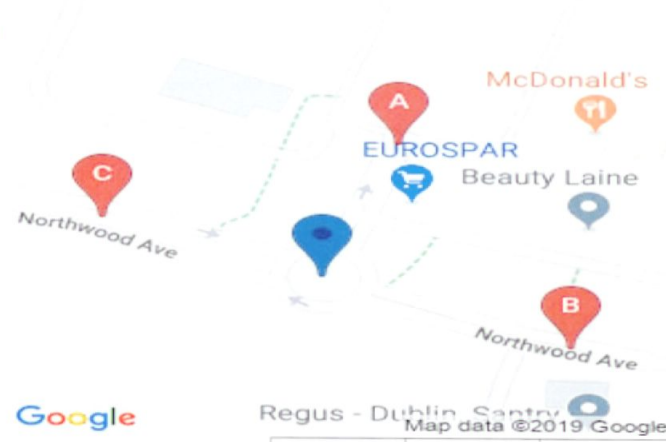 McDonald's
A
EUROSPAR
C
Beauty Laine
Northwood Ave
B
Northwood Ave
Google
Regus - Dublin, Santry
Map data ©2019 Google